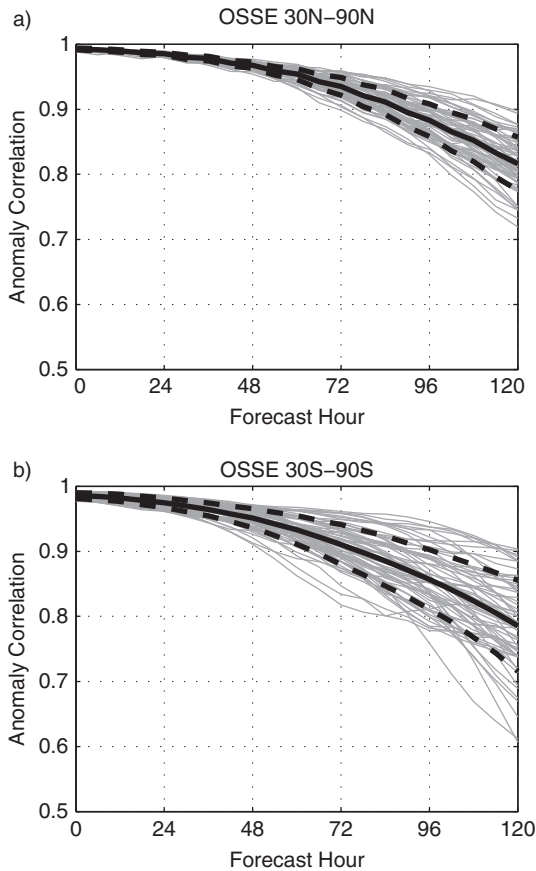 a)
OSSE 30N–90N
1
0.9
0.8
0.7
0.6
0.5
Anomaly Correlation
0 24 48 72 96 120
Forecast Hour
b)
OSSE 30S–90S
1
0.9
0.8
0.7
0.6
0.5
Anomaly Correlation
0 24 48 72 96 120
Forecast Hour